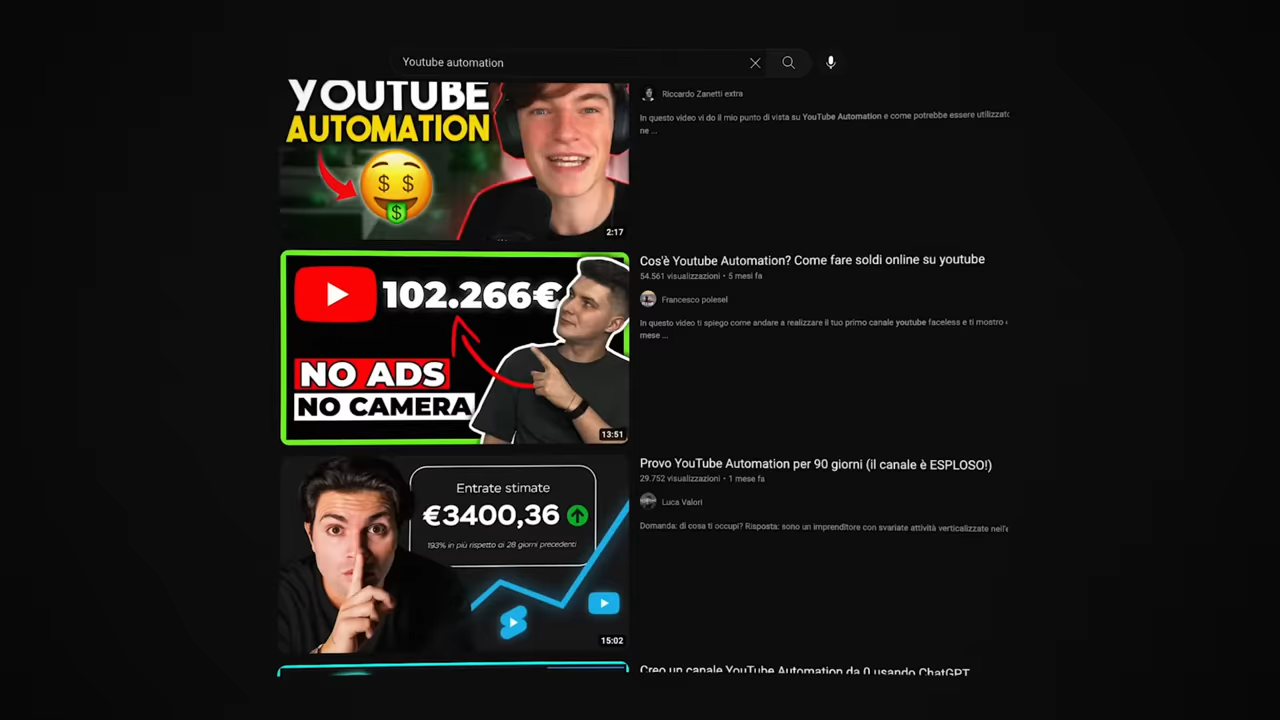 Youtube automation
YOUTUBE
AUTOMATION
2:17
Riccardo Zanetti extra
In questo video vi do il mio punto di vista su YouTube Automation e come potrebbe essere utilizzato
ne ...
102.266€
NO ADS
NO CAMERA
13:51
Cos'è Youtube Automation? Come fare soldi online su youtube
54.561 visualizzazioni • 5 mesi fa
Francesco polesel
In questo video ti spiego come andare a realizzare il tuo primo canale youtube faceless e ti mostro
mese ...
Entrate stimate
€3400,36
193% in più rispetto ai 28 giorni precedenti
15:02
Provo YouTube Automation per 90 giorni (il canale è ESPLOSO!)
29.752 visualizzazioni • 1 mese fa
Luca Valori
Domanda: di cosa ti occupi? Risposta: sono un imprenditore con svariate attività verticalizzate
Creo un canale YouTube Automation da 0 usando ChatGPT